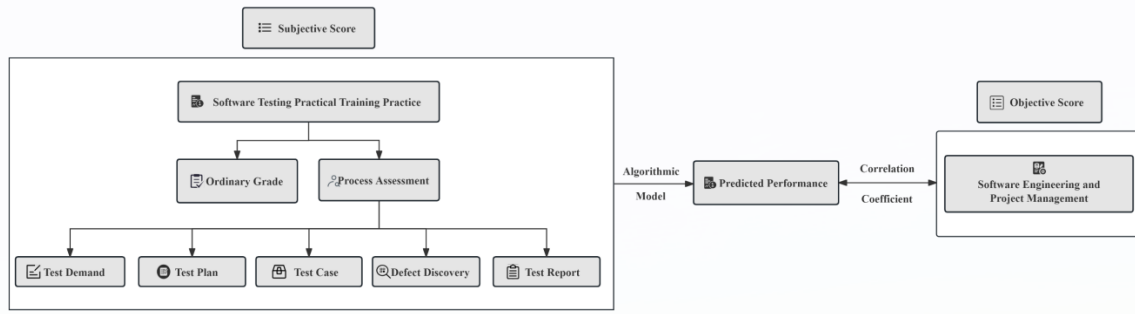 Subjective Score
Software Testing Practical Training Practice
Ordinary Grade
Process Assessment
Test Demand
Test Plan
Test Case
Defect Discovery
Test Report
Algorithmic
Model
Predicted Performance
Correlation
Coefficient
Objective Score
Software Engineering and
Project Management